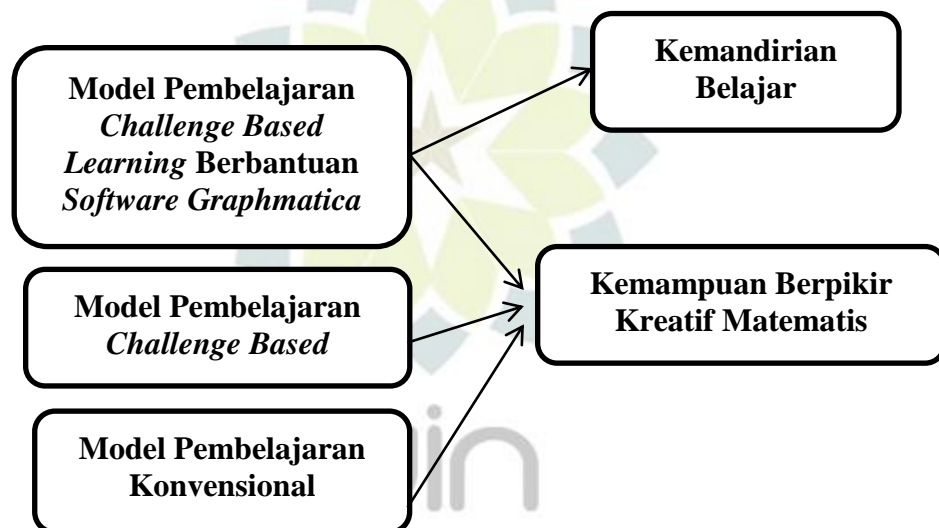 Model Pembelajaran
Challenge Based
Learning Berbantuan
Software Graphmatica
Kemandirian
Belajar
Model Pembelajaran
Challenge Based
Kemampuan Berpikir
Kreatif Matematis
Model Pembelajaran
Konvensional